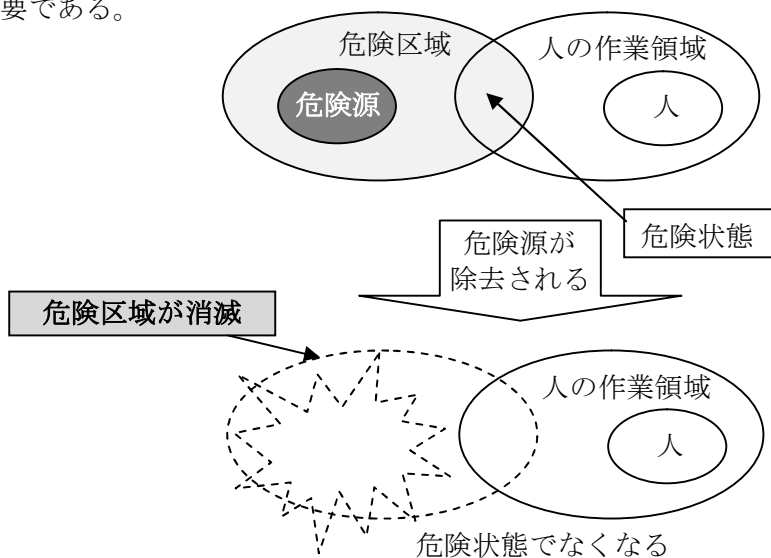 要である。
危険区域
人の作業領域
危険源
人
危険状態
危険源が
除去される
危険区域が消滅
人の作業領域
人
危険状態でなくなる